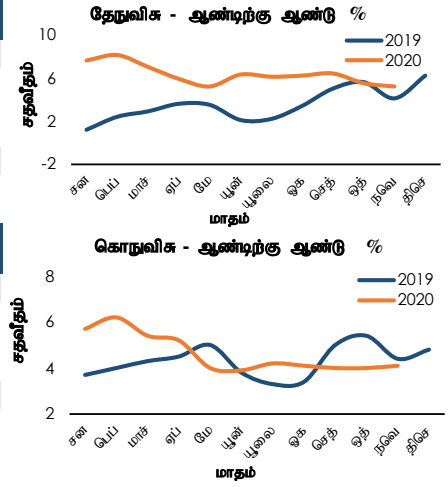 தேநுவிசு - ஆண்டிற்கு ஆண்டு %
10
6
2
-2
சதவீதம்
2019
2020
சன
பெப்
மாச்
ஏப்
மே
யூன்
யூலை
ஓக
செத்
ஒத்
நவெ
திசெ
மாதம்
கொநுவிசு - ஆண்டிற்கு ஆண்டு %
8
6
4
2
சதவீதம்
2019
2020
சன
பெப்
மாச்
ஏப்
மே
யூன்
யூலை
ஓக
செத்
ஒத்
நவெ
திசெ
மாதம்